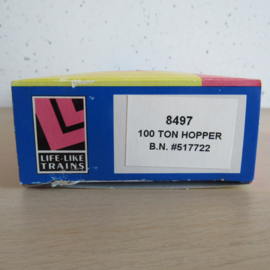 8497
100 TON HOPPER
B.N. #517722
LIFE-LIKE
TRAINS